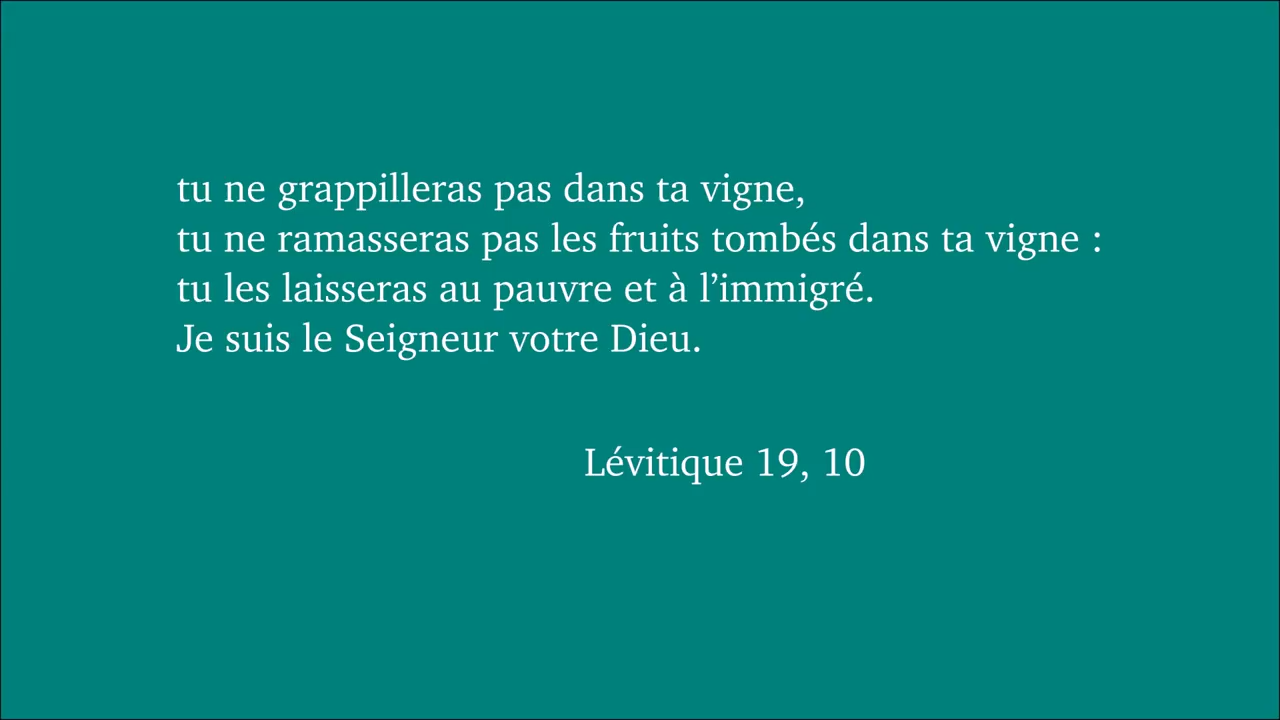 tu ne grappilleras pas dans ta vigne,
tu ne ramasseras pas les fruits tombés dans ta vigne :
tu les laisseras au pauvre et à l’immigré.
Je suis le Seigneur votre Dieu.
Lévitique 19, 10